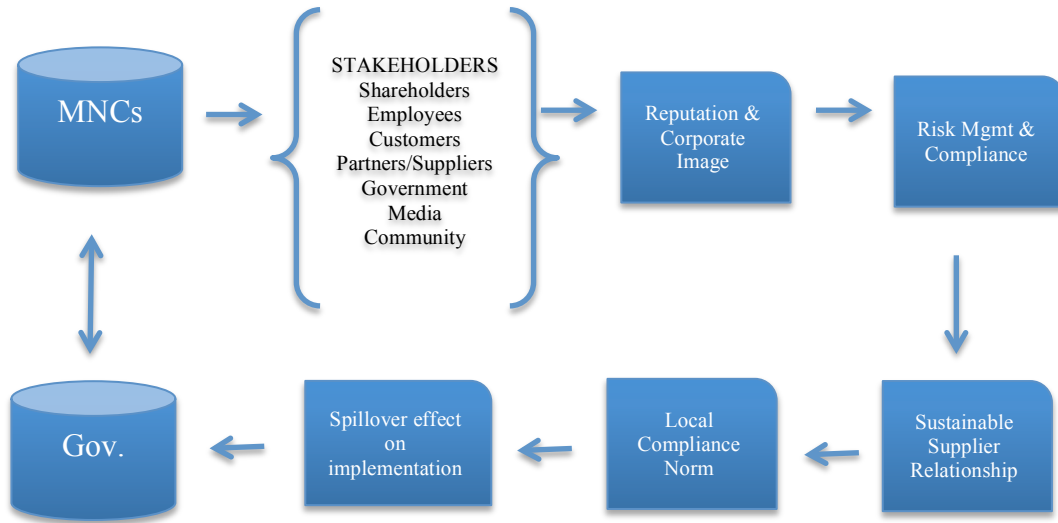 MNCs
STAKEHOLDERS
Shareholders
Employees
Customers
Partners/Suppliers
Government
Media
Community
Reputation &
Corporate
Image
Risk Mgmt &
Compliance
Sustainable
Supplier
Relationship
Local
Compliance
Norm
Spillover effect
on
implementation
Gov.